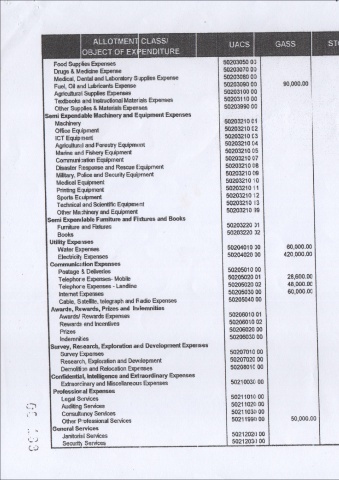 ALLOTMENT CLASS/ OBJECT OF EXPENDITURE UACS GASS
Food Supplies Expenses 50203050 00
Drugs & Medicine Expense 50203070 00
Medical, Dental and Laboratory Supplies Expense 50203080 00
Fuel, Oil and Lubricants Expense 50203090 00 90,000.00
Agricultural Supplies Expenses 50203100 00
Textbooks and Instructional Materials Expenses 50203110 00
Other Supplies & Materials Expenses 50203990 00
Semi Expendable Machinery and Equipment Expenses
Machinery 50203210 01
Office Equipment 50203210 02
ICT Equipment 50203210 03
Agricultural and Forestry Equipment 50203210 04
Marine and Fishery Equipment 50203210 05
Communication Equipment 50203210 07
Disaster Response and Rescue Equipment 50203210 08
Military, Police and Security Equipment 50203210 09
Medical Equipment 50203210 10
Printing Equipment 50203210 11
Sports Equipment 50203210 12
Technical and Scientific Equipment 50203210 13
Other Machinery and Equipment 50203210 99
Semi Expendable Furniture and Fixtures and Books
Furniture and Fixtures 50203220 01
Books 50203220 02
Utility Expenses
Water Expenses 50204010 00 60,000.00
Electricity Expenses 50204020 00 420,000.00
Communication Expenses
Postage & Deliveries 50205010 00
Telephone Expenses- Mobile 50205020 01 28,600.00
Telephone Expenses - Landline 50205020 02 48,000.00
Internet Expenses 50205030 00 60,000.00
Cable, Satellite, telegraph and Radio Expenses 50205040 00
Awards, Rewards, Prizes and Indemnities
Awards/ Rewards Expenses 50206010 01
Rewards and Incentives 50206010 02
Prizes 50206020 00
Indemnities 50206030 00
Survey, Research, Exploration and Development Expenses
Survey Expenses 50207010 00
Research, Exploration and Development 50207020 00
Demolition and Relocation Expenses 50208010 00
Confidential, Intelligence and Extraordinary Expenses
Extraordinary and Miscellaneous Expenses 50210030 00
Professional Expenses
Legal Services 50211010 00
Auditing Services 50211020 00
Consultancy Services 50211030 00
Other Professional Services 50211990 00 50,000.00
General Services
Janitorial Services 50212020 00
Security Services 50212030 00